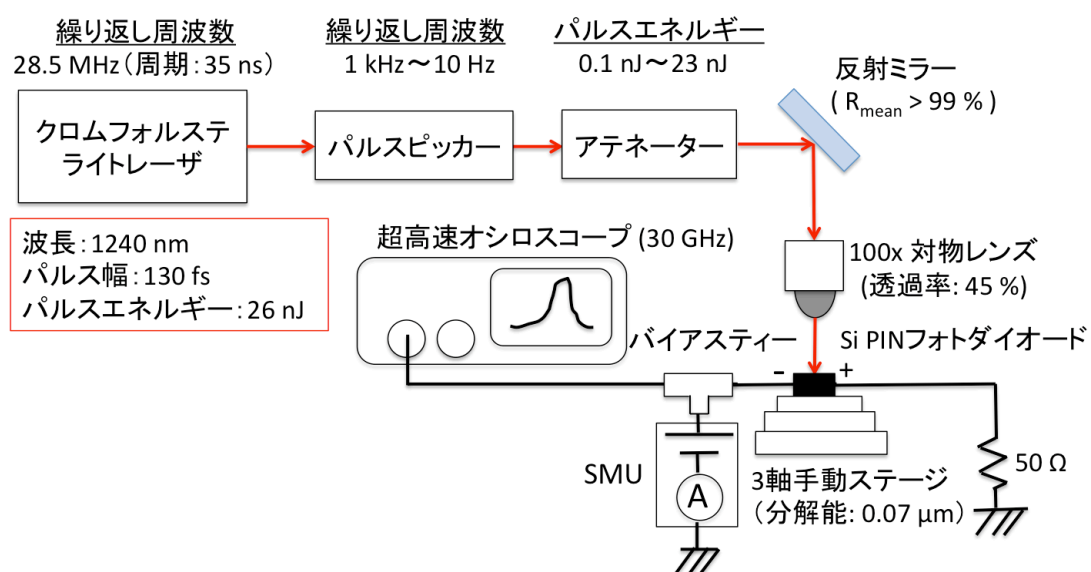 繰り返し周波数
28.5 MHz（周期：35 ns）
繰り返し周波数
1 kHz～10 Hz
パルスエネルギー
0.1 nJ～23 nJ
反射ミラー
( Rmean > 99 % )
クロムフォルステ
ライトレーザ
パルスピッカー
アテネーター
波長：1240 nm
パルス幅：130 fs
パルスエネルギー：26 nJ
超高速オシロスコープ (30 GHz)
100x 対物レンズ
(透過率: 45 %)
バイアスティー
Si PINフォトダイオード
- +
SMU
A
3軸手動ステージ
（分解能: 0.07 μm）
50 Ω